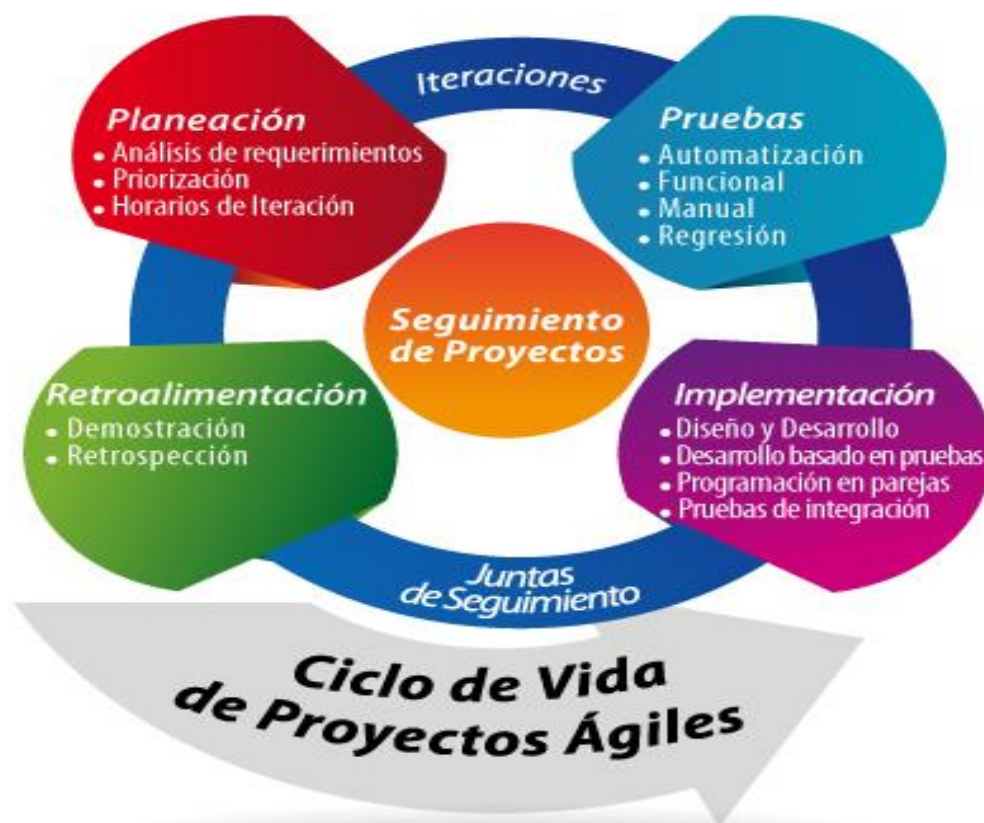 Iteraciones
Planeación
• Análisis de requerimientos
• Priorización
• Horarios de Iteración
Pruebas
• Automatización
• Funcional
• Manual
• Regresión
Seguimiento
de Proyectos
Retroalimentación
• Demostración
• Retrospección
Implementación
• Diseño y Desarrollo
• Desarrollo basado en pruebas
• Programación en parejas
• Pruebas de integración
Juntas
de Seguimiento
Ciclo de Vida
de Proyectos Ágiles